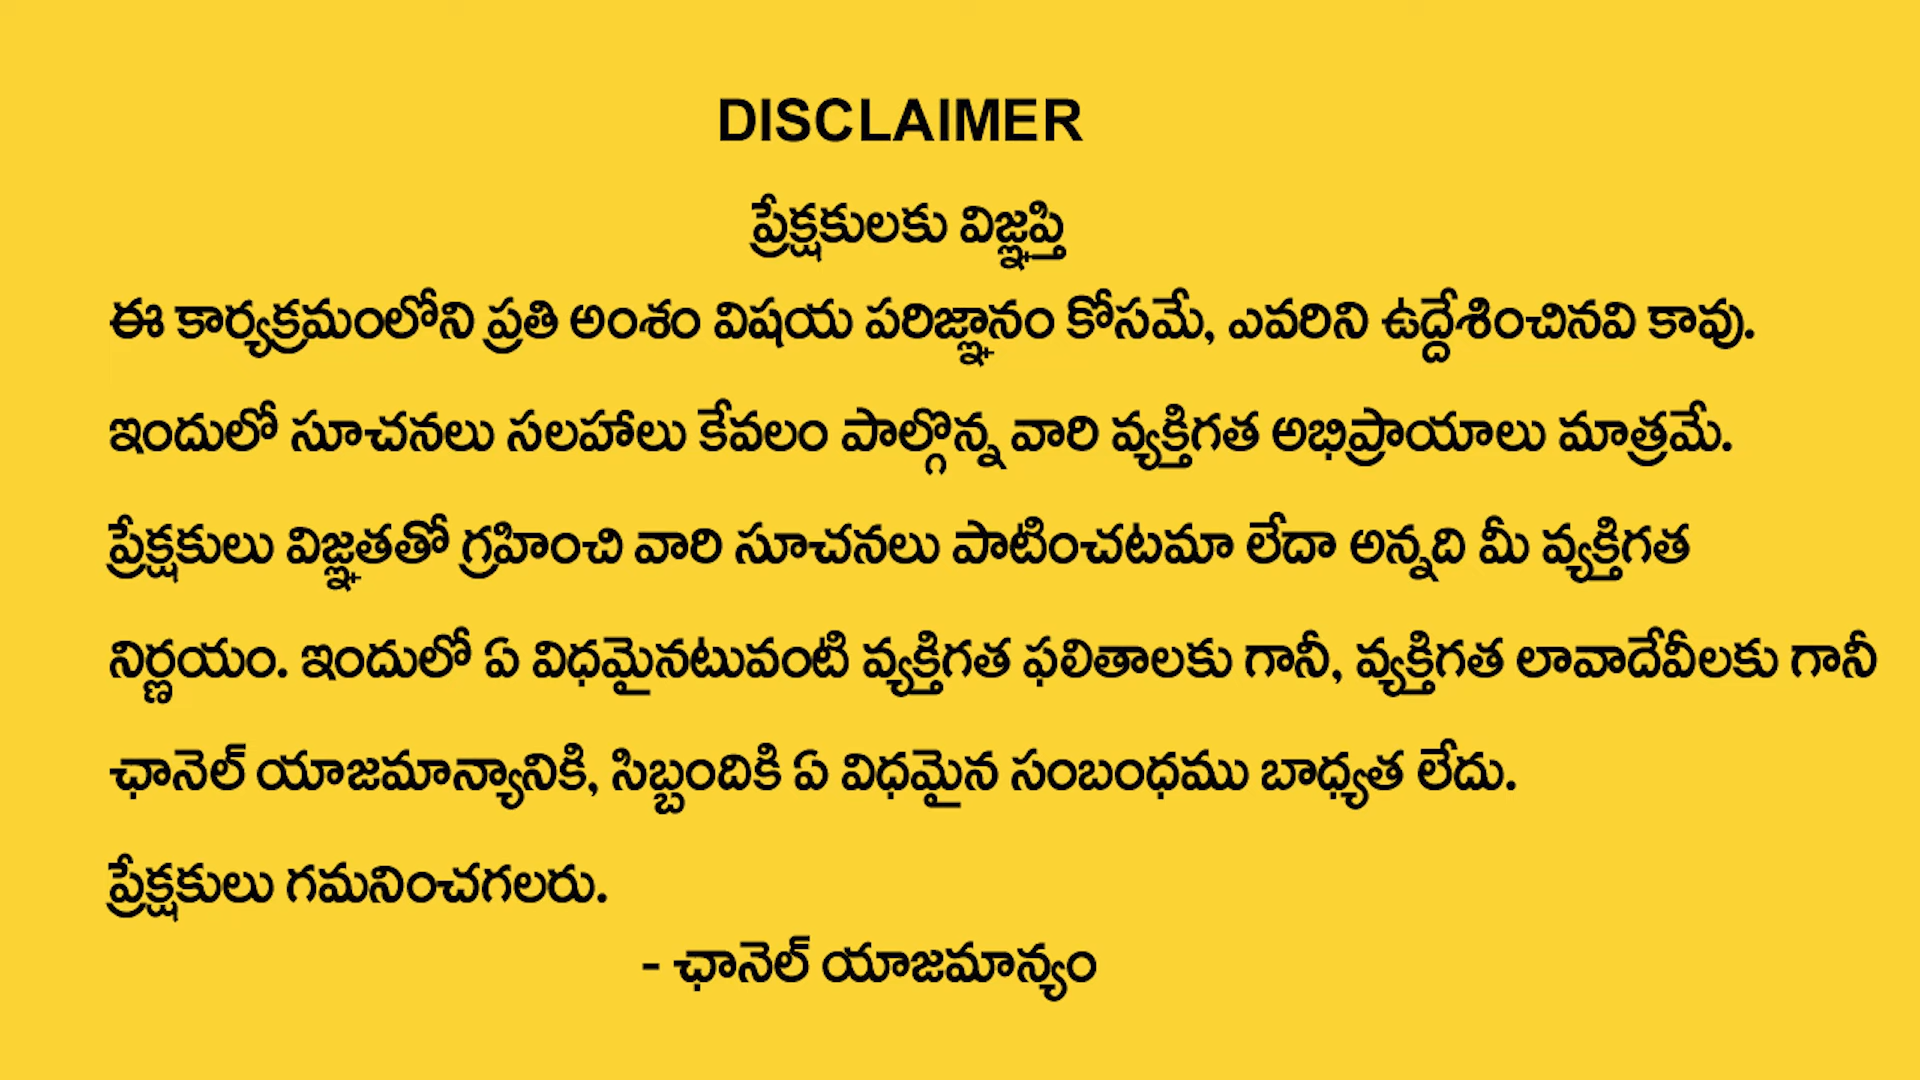 DISCLAIMER
ప్రేక్షకులకు విజ్ఞప్తి
ఈ కార్యక్రమంలోని ప్రతి అంశం విషయ పరిజ్ఞానం కోసమే, ఎవరిని ఉద్దేశించినవి కావు.
ఇందులో సూచనలు సలహాలు కేవలం పాల్గొన్న వారి వ్యక్తిగత అభిప్రాయాలు మాత్రమే.
ప్రేక్షకులు విజ్ఞతతో గ్రహించి వారి సూచనలు పాటించటమా లేదా అన్నది మీ వ్యక్తిగత
నిర్ణయం. ఇందులో ఏ విధమైనటువంటి వ్యక్తిగత ఫలితాలకు గానీ, వ్యక్తిగత లావాదేవీలకు గానీ
ఛానెల్ యాజమాన్యానికి, సిబ్బందికి ఏ విధమైన సంబంధము బాధ్యత లేదు.
ప్రేక్షకులు గమనించగలరు.
- ఛానెల్ యాజమాన్యం